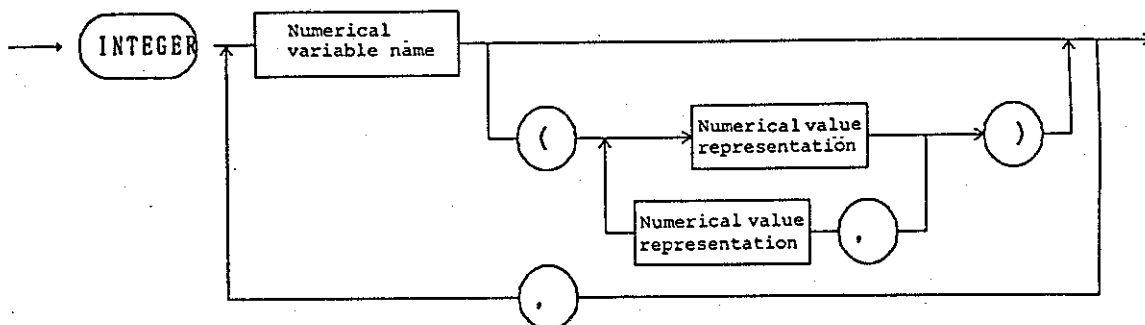 INTEGER
Numerical
variable name
(
Numerical value
representation
)
Numerical value
representation
,
,